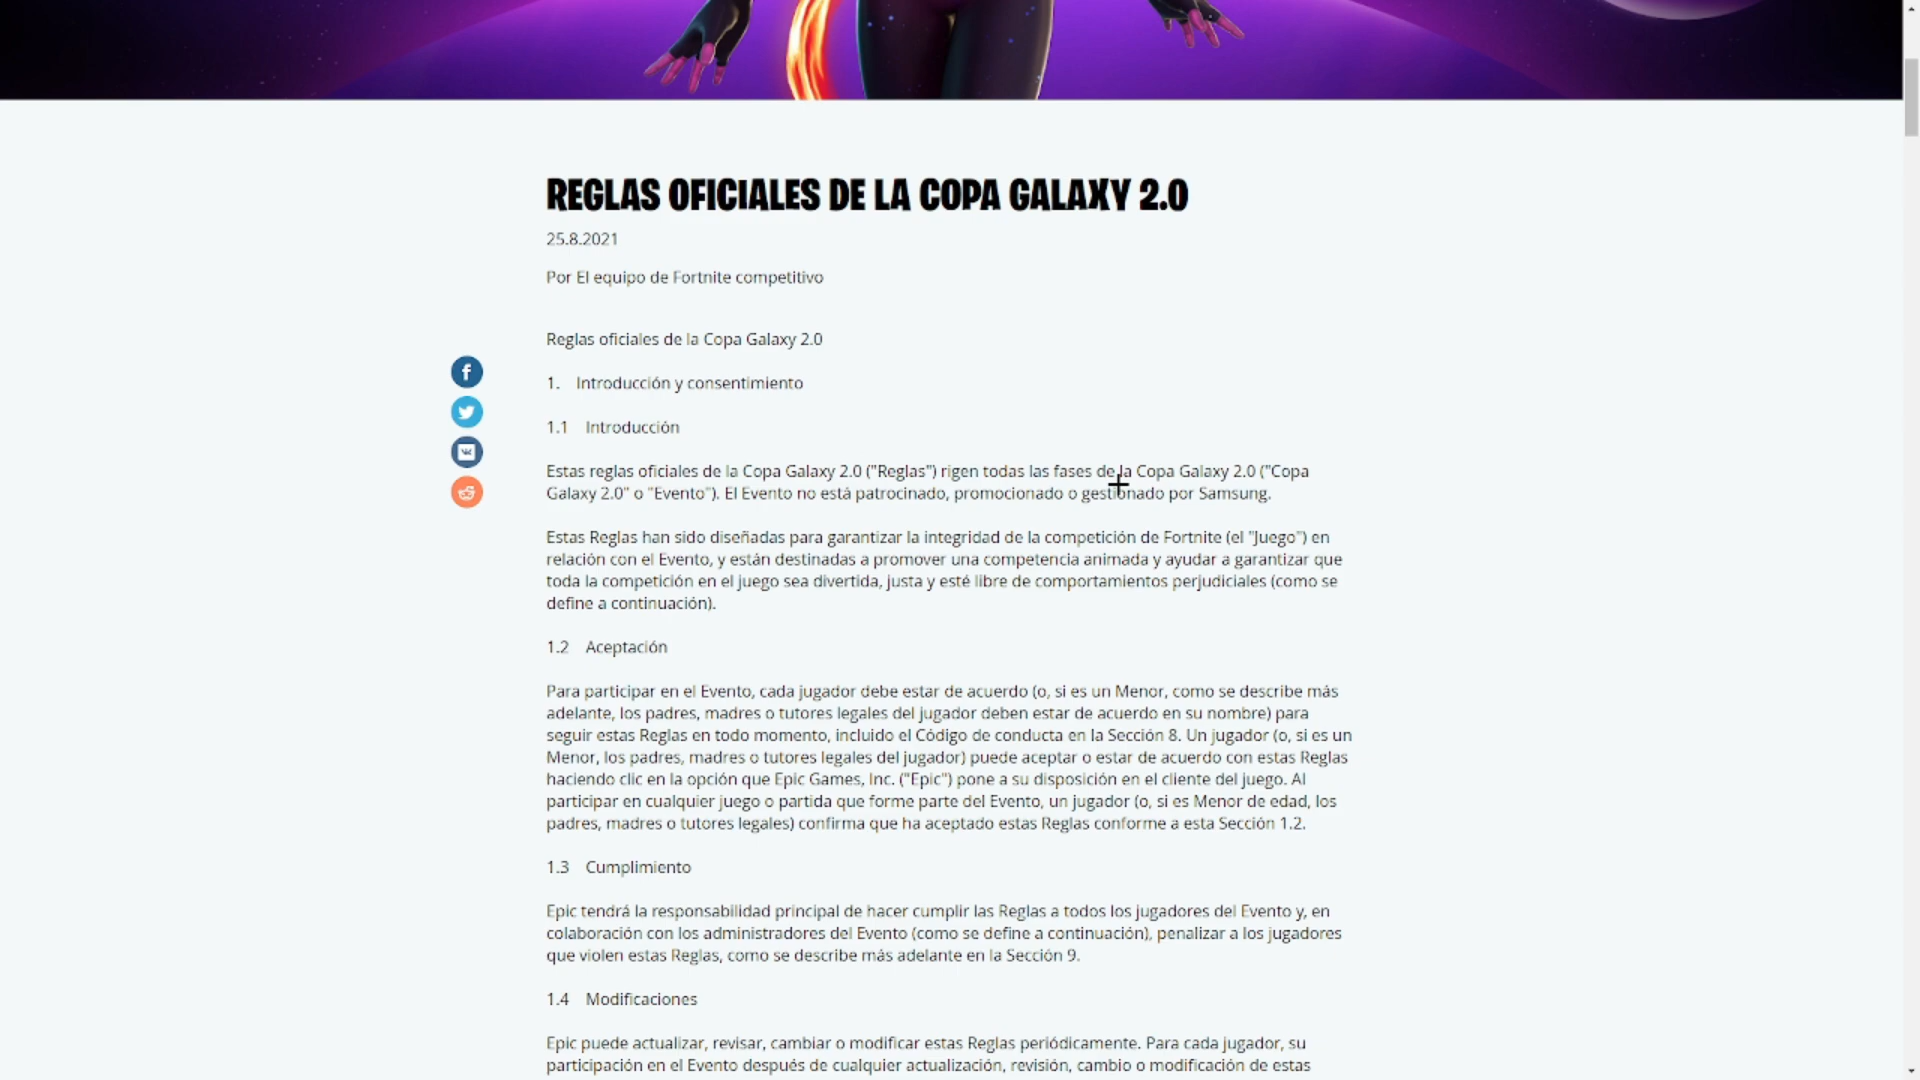 REGLAS OFICIALES DE LA COPA GALAXY 2.0
25.8.2021
Por El equipo de Fortnite competitivo
Reglas oficiales de la Copa Galaxy 2.0
1. Introducción y consentimiento
1.1 Introducción
Estas reglas oficiales de la Copa Galaxy 2.0 ("Reglas") rigen todas las fases de la Copa Galaxy 2.0 ("Copa
Galaxy 2.0" o "Evento"). El Evento no está patrocinado, promocionado o gestionado por Samsung.
Estas Reglas han sido diseñadas para garantizar la integridad de la competición de Fortnite (el "Juego") en
relación con el Evento, y están destinadas a promover una competencia animada y ayudar a garantizar que
toda la competición en el juego sea divertida, justa y esté libre de comportamientos perjudiciales (como se
define a continuación).
1.2 Aceptación
Para participar en el Evento, cada jugador debe estar de acuerdo (o, si es un Menor, como se describe más
adelante, los padres, madres o tutores legales del jugador deben estar de acuerdo en su nombre) para
seguir estas Reglas en todo momento, incluido el Código de conducta en la Sección 8. Un jugador (o, si es un
Menor, los padres, madres o tutores legales del jugador) puede aceptar o estar de acuerdo con estas Reglas
haciendo clic en la opción que Epic Games, Inc. ("Epic") pone a su disposición en el cliente del juego. Al
participar en cualquier juego o partida que forme parte del Evento, un jugador (o, si es Menor de edad, los
padres, madres o tutores legales) confirma que ha aceptado estas Reglas conforme a esta Sección 1.2.
1.3 Cumplimiento
Epic tendrá la responsabilidad principal de hacer cumplir las Reglas a todos los jugadores del Evento y, en
colaboración con los administradores del Evento (como se define a continuación), penalizar a los jugadores
que violen estas Reglas, como se describe más adelante en la Sección 9.
1.4 Modificaciones
Epic puede actualizar, revisar, cambiar o modificar estas Reglas periódicamente. Para cada jugador, su
participación en el Evento después de cualquier actualización, revisión, cambio o modificación de estas